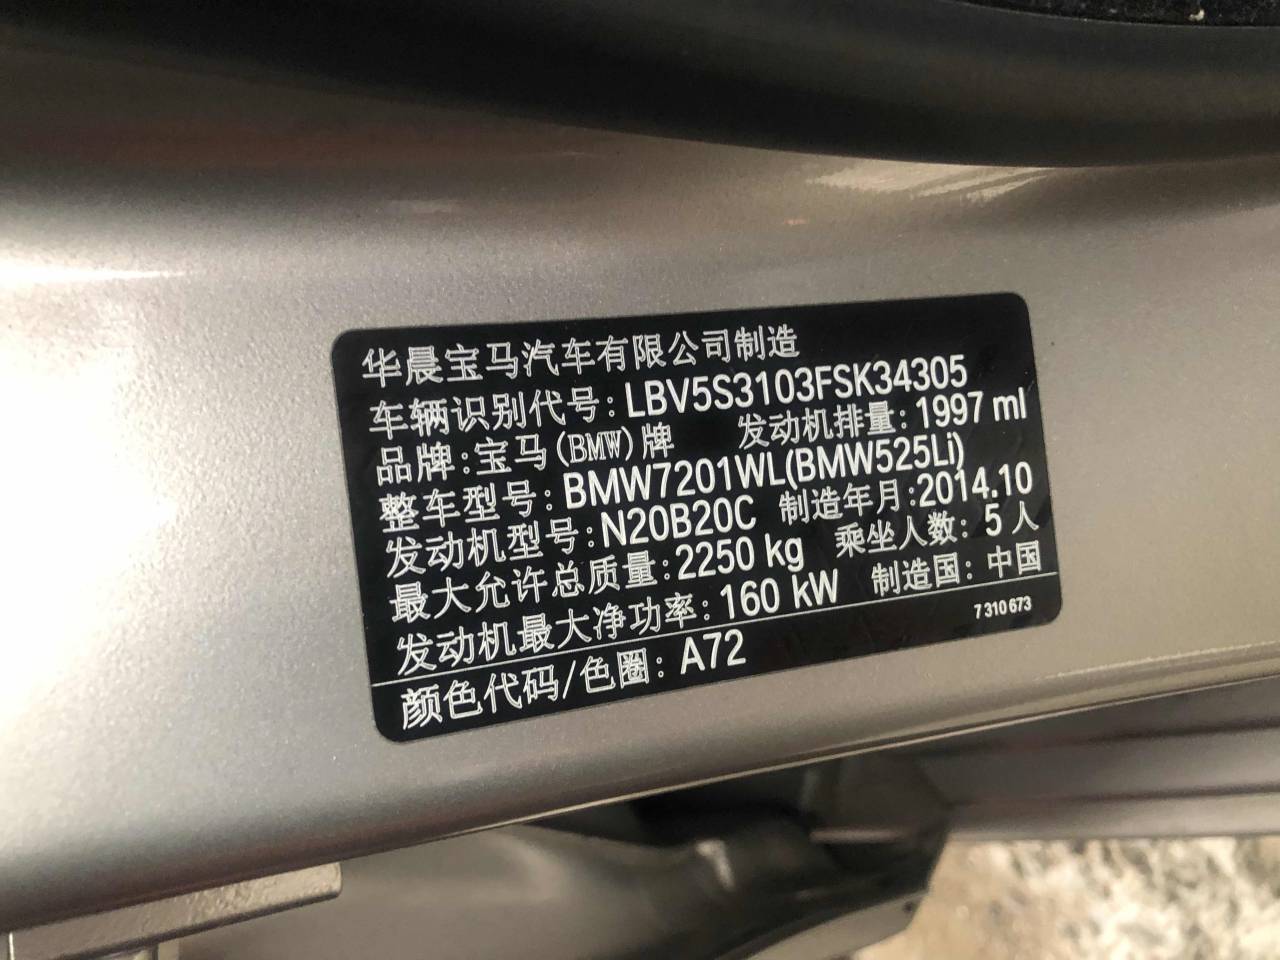 华晨宝马汽车有限公司制造
车辆识别代号：LBV5S3103FSK34305
品牌：宝马(BMW)牌 发动机排量：1997 ml
整车型号：BMW7201WL(BMW525Li)
发动机型号：N20B20C 制造年月：2014.10
最大允许总质量：2250 kg 乘坐人数：5 人
发动机最大净功率：160 kW 制造国：中国
7 310 673
颜色代码/色圈：A72